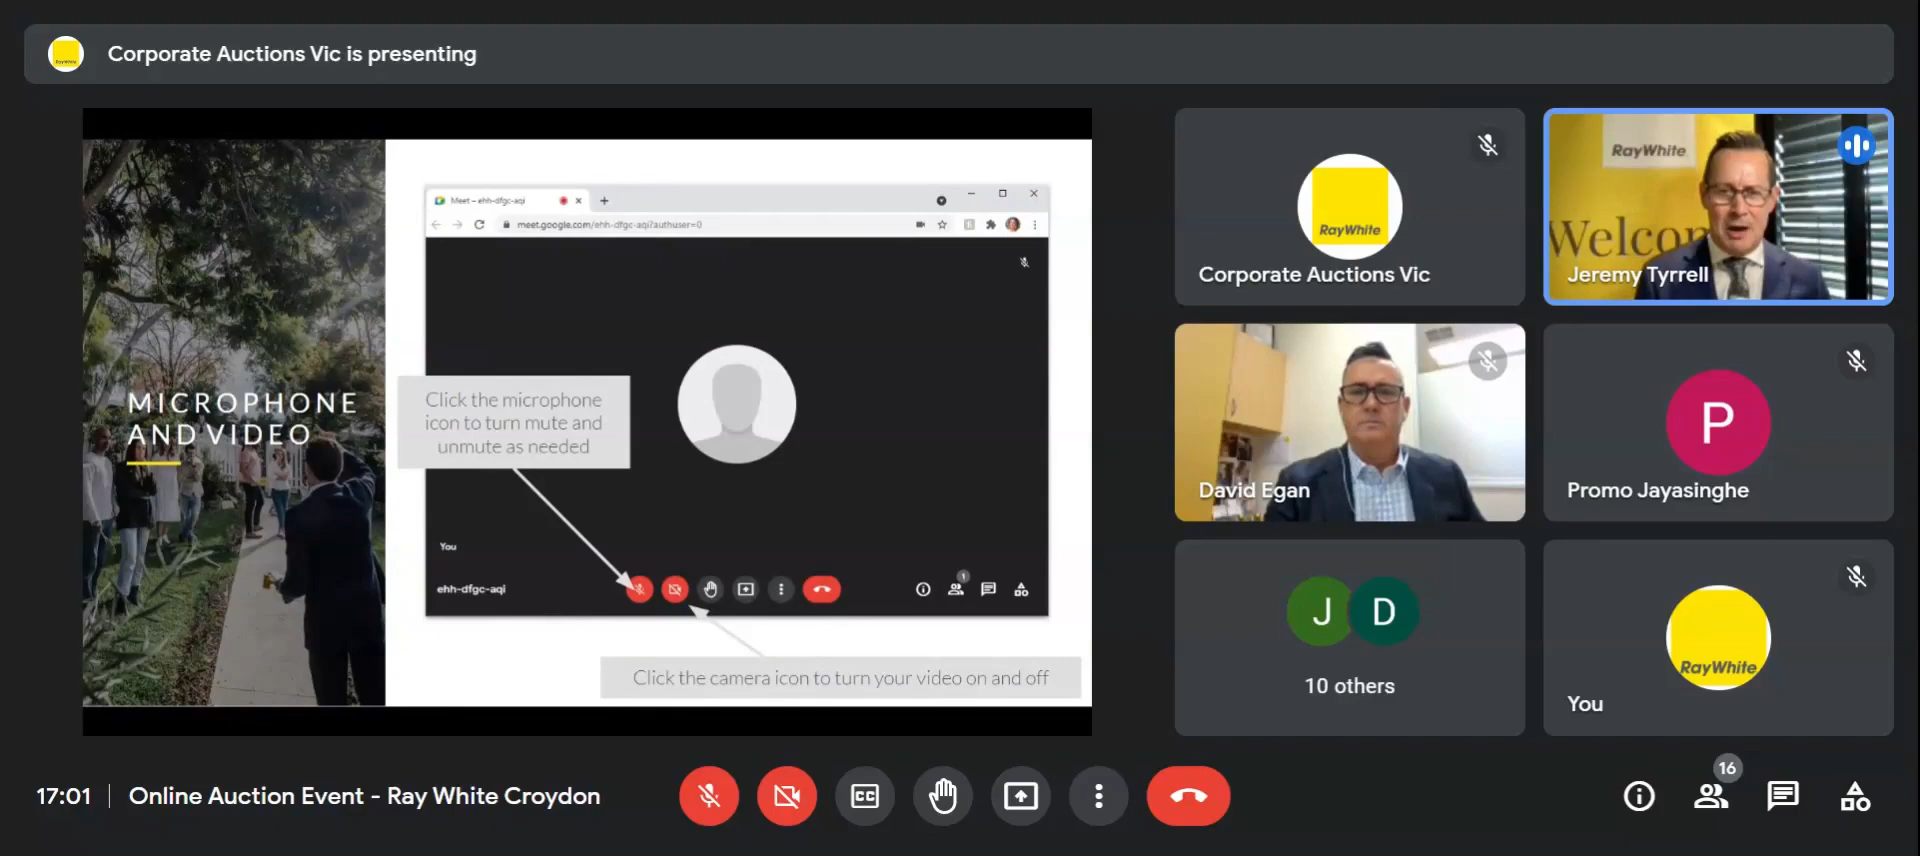 RayWhite
Corporate Auctions Vic is presenting
MICROPHONE
AND VIDEO
Meet – ehh-dfgc-aqi
meet.google.com/ehh-dfgc-aqi?authuser=0
Click the microphone
icon to turn mute and
unmute as needed
You
ehh-dfgc-aqi
1
Click the camera icon to turn your video on and off
RayWhite
Corporate Auctions Vic
RayWhite
Welcom
Jeremy Tyrrell
David Egan
P
Promo Jayasinghe
J D
10 others
RayWhite
You
17:01 Online Auction Event - Ray White Croydon
CC
16